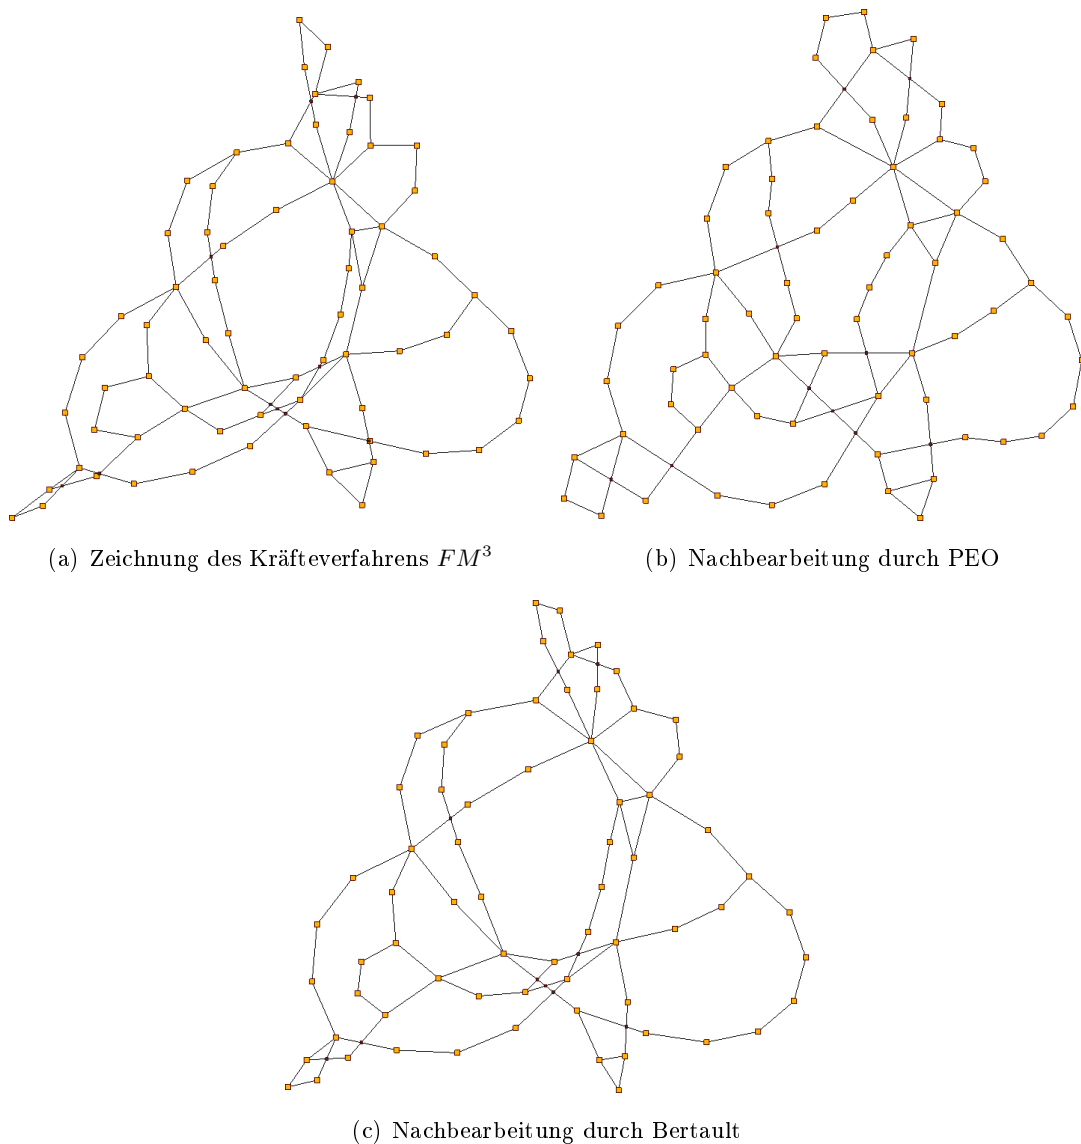 (a) Zeichnung des Kräfteverfahrens FM³
(b) Nachbearbeitung durch PEO
(c) Nachbearbeitung durch Bertault